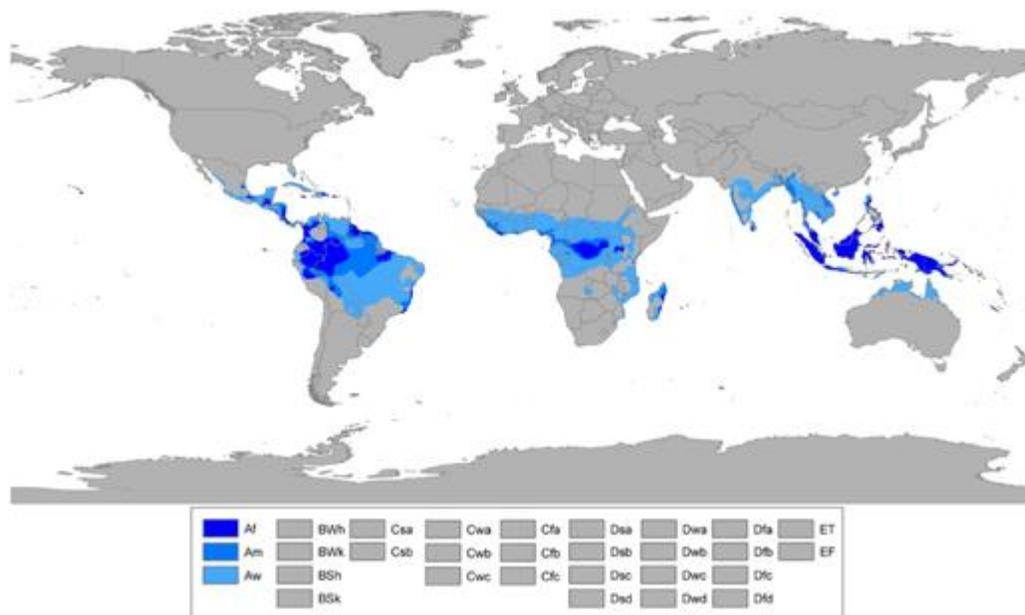 Af BWh Csa Cwa Cfa Dsa Dwa Dfa ET
Am BWk Csb Cwb Cfb Dsb Dwb Dfb EF
Aw BSh Cwc Cfc Dsc Dwc Dfc
BSk Dsd Dwd Dfd